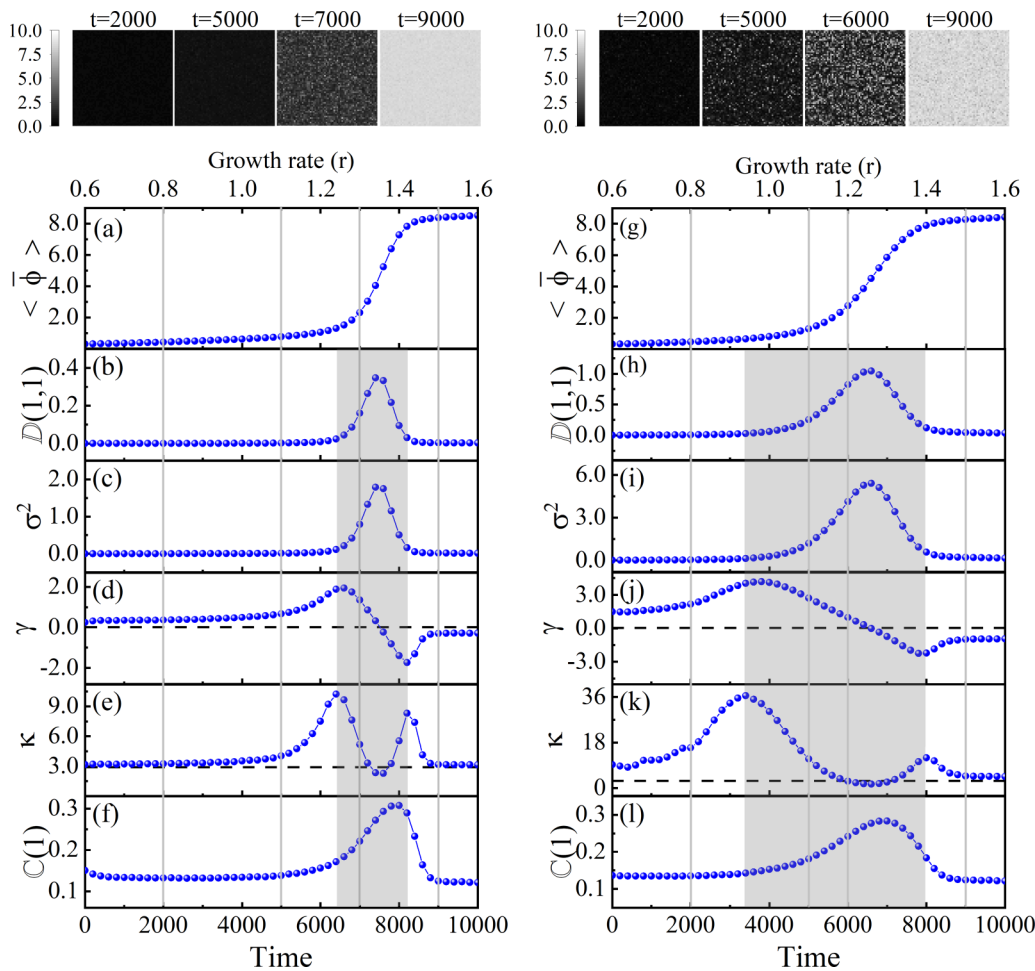 t=2000 t=5000 t=7000 t=9000
10.0
7.5
5.0
2.5
0.0
Growth rate (r)
0.6 0.8 1.0 1.2 1.4 1.6
(a)
8.0
6.0
4.0
2.0
< ϕ̄ >
(b)
0.4
0.2
0.0
𝔻(1,1)
(c)
2.0
1.0
0.0
σ²
(d)
2.0
0.0
-2.0
γ
(e)
9.0
6.0
3.0
κ
(f)
0.3
0.2
0.1
ℂ(1)
0 2000 4000 6000 8000 10000
Time
t=2000 t=5000 t=6000 t=9000
10.0
7.5
5.0
2.5
0.0
Growth rate (r)
0.6 0.8 1.0 1.2 1.4 1.6
(g)
8.0
6.0
4.0
2.0
< ϕ̄ >
(h)
1.0
0.5
0.0
𝔻(1,1)
(i)
6.0
3.0
0.0
σ²
(j)
3.0
0.0
-3.0
γ
(k)
36
18
0
κ
(l)
0.3
0.2
0.1
ℂ(1)
0 2000 4000 6000 8000 10000
Time